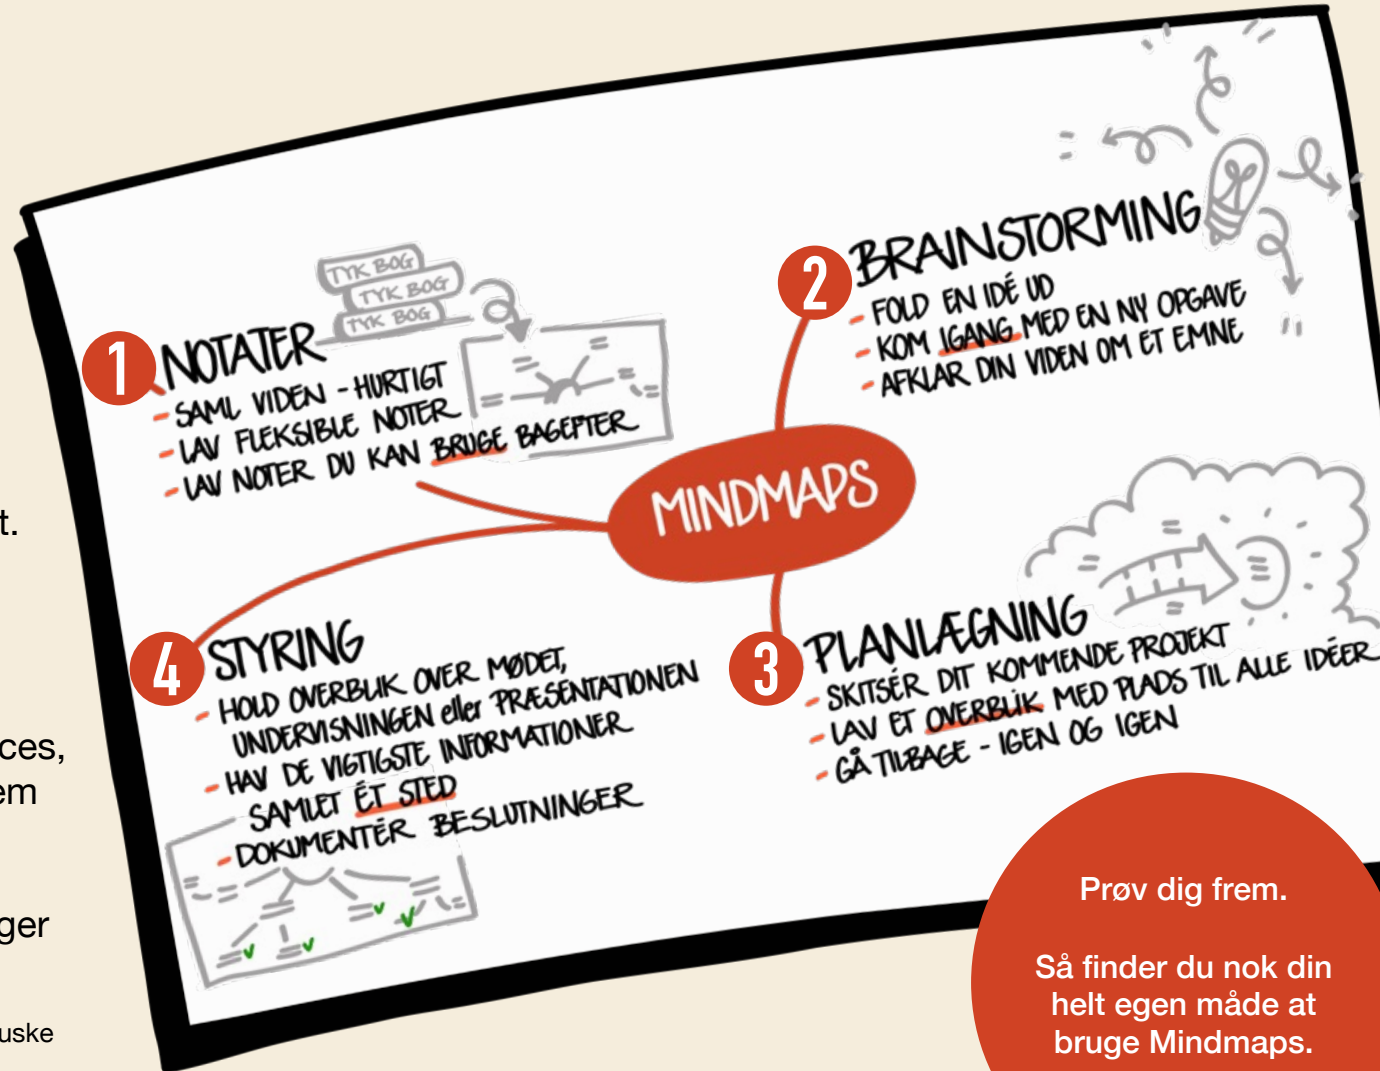 t.
ces,
em
ger
uske
TYK BOG
TYK BOG
TYK BOG
1 NOTATER
- SAML VIDEN - HURTIGT
- LAV FLEKSIBLE NOTER
- LAV NOTER DU KAN BRUGE BAGEFTER
2 BRAINSTORMING
- FOLD EN IDÉ UD
- KOM IGANG MED EN NY OPGAVE
- AFKLAR DIN VIDEN OM ET EMNE
MINDMAPS
3 PLANLÆGNING
- SKITSÉR DIT KOMMENDE PROJEKT
- LAV ET OVERBLIK MED PLADS TIL ALLE IDÉER
- GÅ TILBAGE - IGEN OG IGEN
4 STYRING
- HOLD OVERBLIK OVER MØDET,
UNDERVISNINGEN eller PRÆSENTATIONEN
- HAV DE VIGTIGSTE INFORMATIONER
SAMLET ÉT STED
- DOKUMENTÉR BESLUTNINGER
Prøv dig frem.
Så finder du nok din
helt egen måde at
bruge Mindmaps.